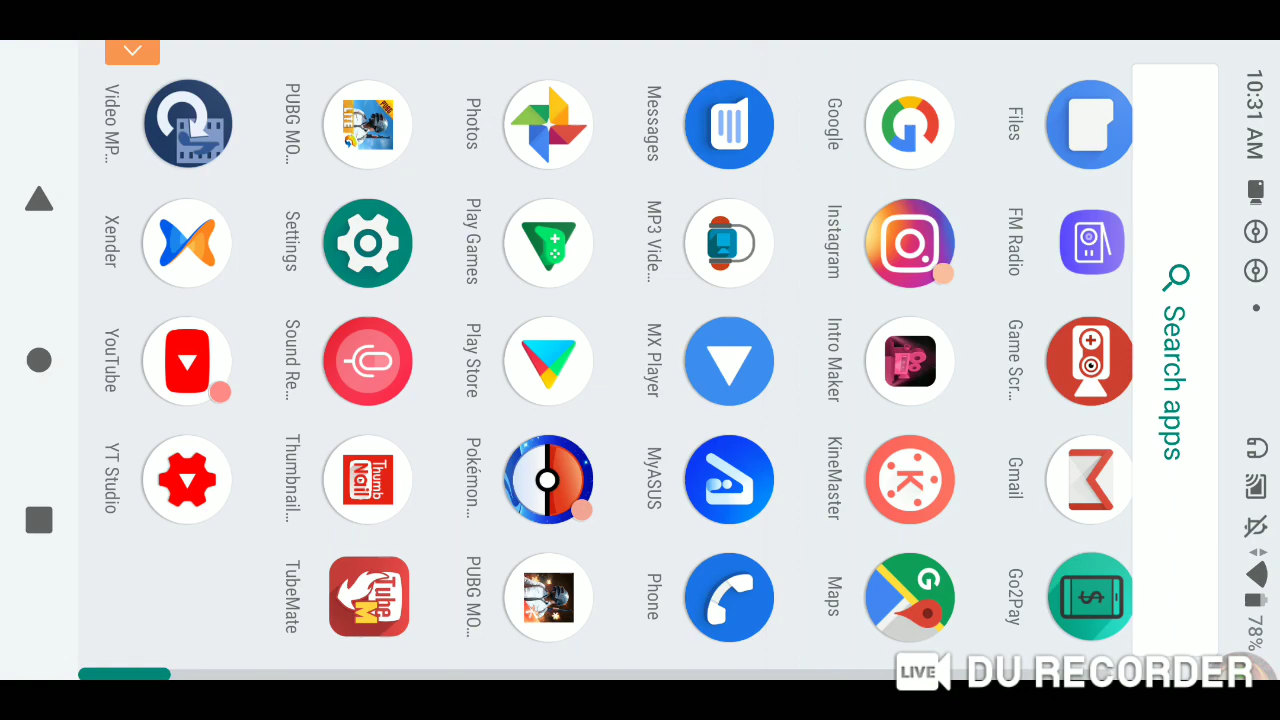 10:31 AM
78%
Search apps
Files
FM Radio
Game Scr...
Gmail
Go2Pay
Google
Instagram
Intro Maker
KineMaster
Maps
Messages
MP3 Vide...
MX Player
MyASUS
Phone
Photos
Play Games
Play Store
Pokémon...
PUBG MO...
PUBG MO...
Settings
Sound Re...
Thumbnail...
TubeMate
Video MP...
Xender
YouTube
YT Studio
G
K
G
$
LITE
Thumb
Nail
Tube
M
LIVE DU RECORDER